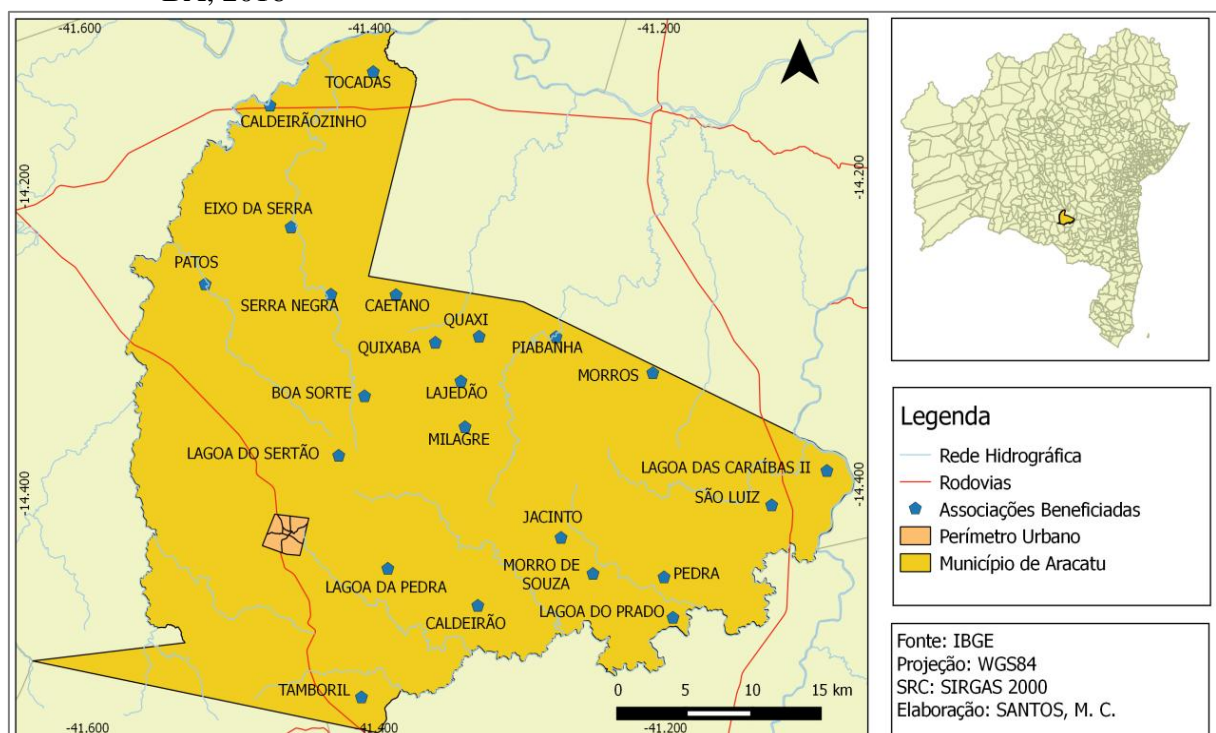 BA, 2016
-41.600
-41.400
-41.200
TOCADAS
CALDEIRÃOZINHO
-14.200
-14.200
EIXO DA SERRA
PATOS
SERRA NEGRA
CAETANO
QUAXI
QUIXABA
PIABANHA
MORROS
BOA SORTE
LAJEDÃO
MILAGRE
LAGOA DO SERTÃO
LAGOA DAS CARAÍBAS II
-14.400
-14.400
SÃO LUIZ
JACINTO
MORRO DE
SOUZA
PEDRA
LAGOA DA PEDRA
CALDEIRÃO
LAGOA DO PRADO
TAMBORIL
0 5 10 15 km
-41.600
-41.400
-41.200
Legenda
Rede Hidrográfica
Rodovias
Associações Beneficiadas
Perímetro Urbano
Município de Aracatu
Fonte: IBGE
Projeção: WGS84
SRC: SIRGAS 2000
Elaboração: SANTOS, M. C.